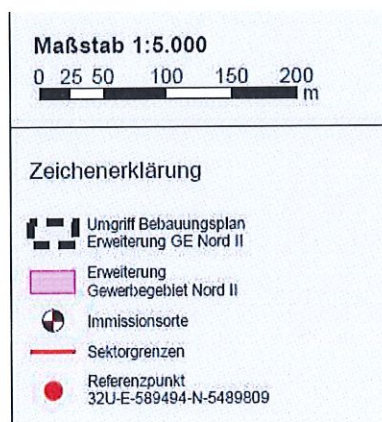 Maßstab 1:5.000
0 25 50 100 150 200
m
Zeichenerklärung
Umgriff Bebauungsplan
Erweiterung GE Nord II
Erweiterung
Gewerbegebiet Nord II
Immissionsorte
Sektorgrenzen
Referenzpunkt
32U-E-589494-N-5489809